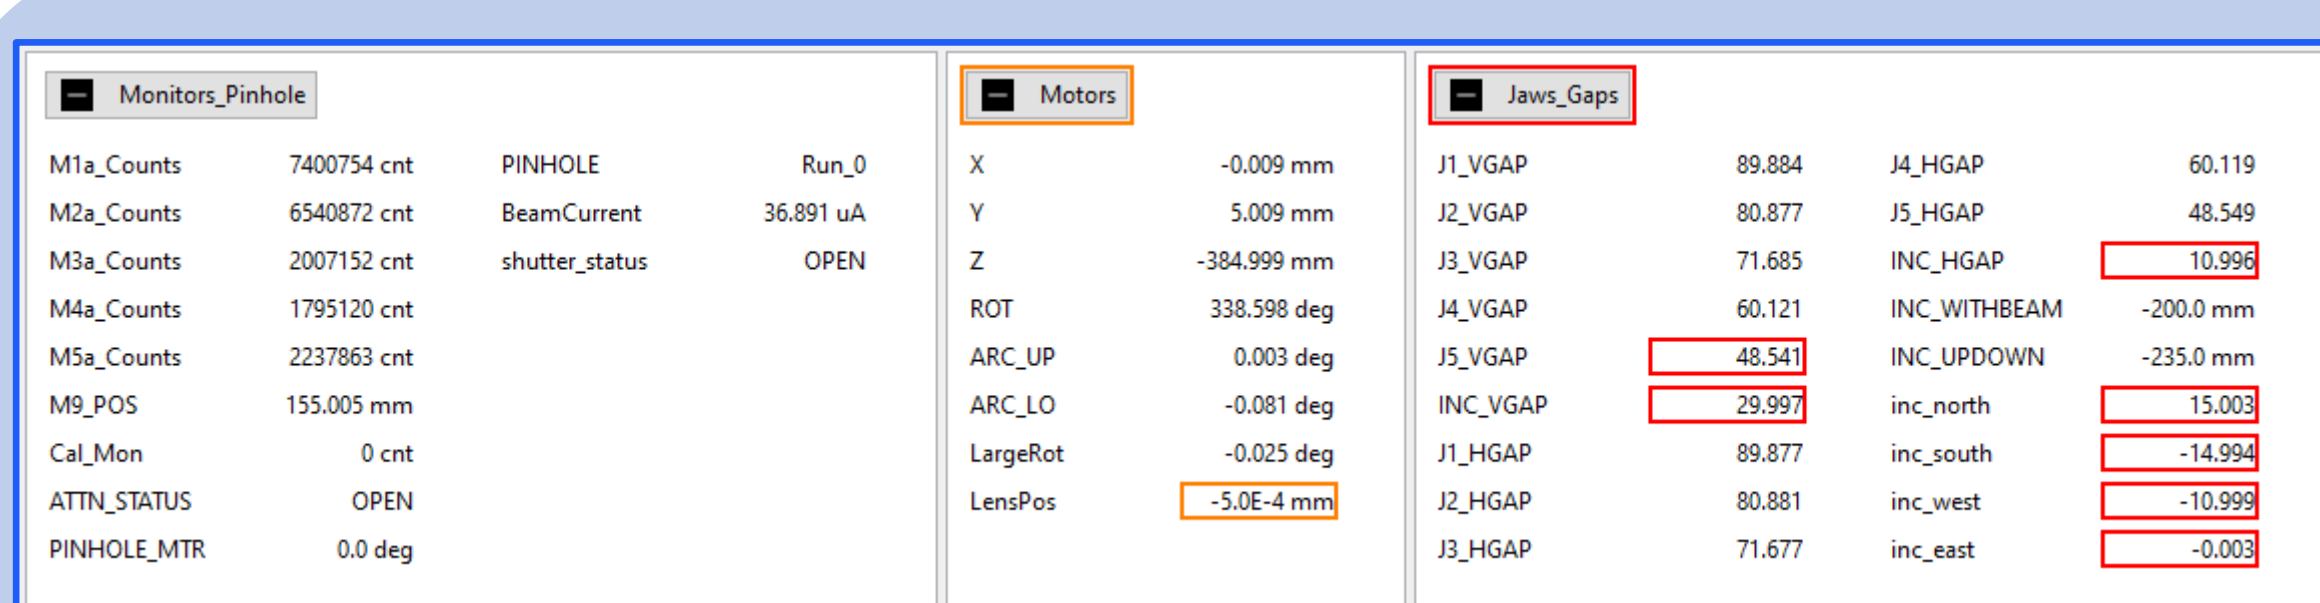 Monitors_Pinhole
M1a_Counts 7400754 cnt PINHOLE Run_0
M2a_Counts 6540872 cnt BeamCurrent 36.891 uA
M3a_Counts 2007152 cnt shutter_status OPEN
M4a_Counts 1795120 cnt
M5a_Counts 2237863 cnt
M9_POS 155.005 mm
Cal_Mon 0 cnt
ATTN_STATUS OPEN
PINHOLE_MTR 0.0 deg
Motors
X -0.009 mm
Y 5.009 mm
Z -384.999 mm
ROT 338.598 deg
ARC_UP 0.003 deg
ARC_LO -0.081 deg
LargeRot -0.025 deg
LensPos -5.0E-4 mm
Jaws_Gaps
J1_VGAP 89.884 J4_HGAP 60.119
J2_VGAP 80.877 J5_HGAP 48.549
J3_VGAP 71.685 INC_HGAP 10.996
J4_VGAP 60.121 INC_WITHBEAM -200.0 mm
J5_VGAP 48.541 INC_UPDOWN -235.0 mm
INC_VGAP 29.997 inc_north 15.003
J1_HGAP 89.877 inc_south -14.994
J2_HGAP 80.881 inc_west -10.999
J3_HGAP 71.677 inc_east -0.003